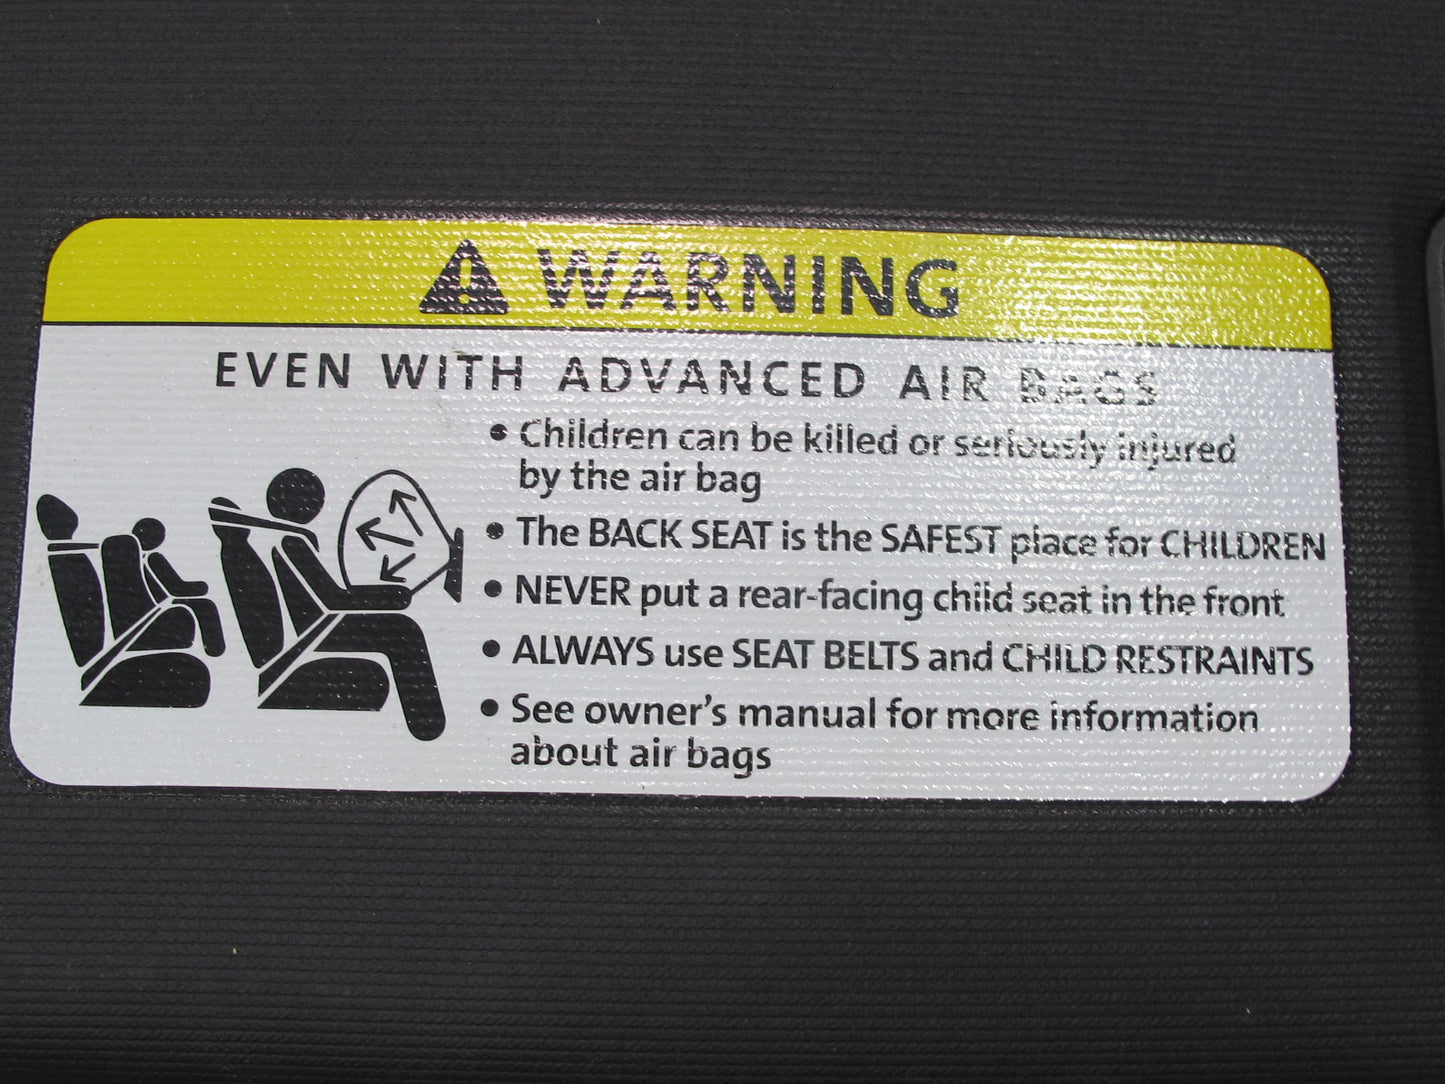 WARNING
EVEN WITH ADVANCED AIR BAGS
• Children can be killed or seriously injured
by the air bag
• The BACK SEAT is the SAFEST place for CHILDREN
• NEVER put a rear-facing child seat in the front
• ALWAYS use SEAT BELTS and CHILD RESTRAINTS
• See owner's manual for more information
about air bags